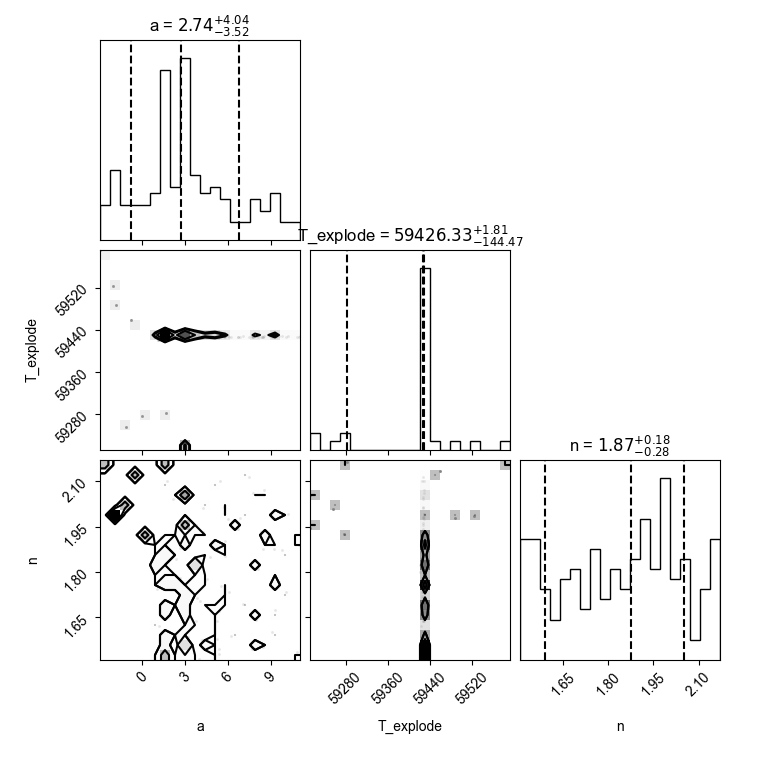 a = 2.74+4.04−3.52
T_explode = 59426.33+1.81−144.47
T_explode
59520
59440
59360
59280
n = 1.87+0.18−0.28
n
2.10
1.95
1.80
1.65
0 3 6 9
59280 59360 59440 59520
1.65 1.80 1.95 2.10
a T_explode n